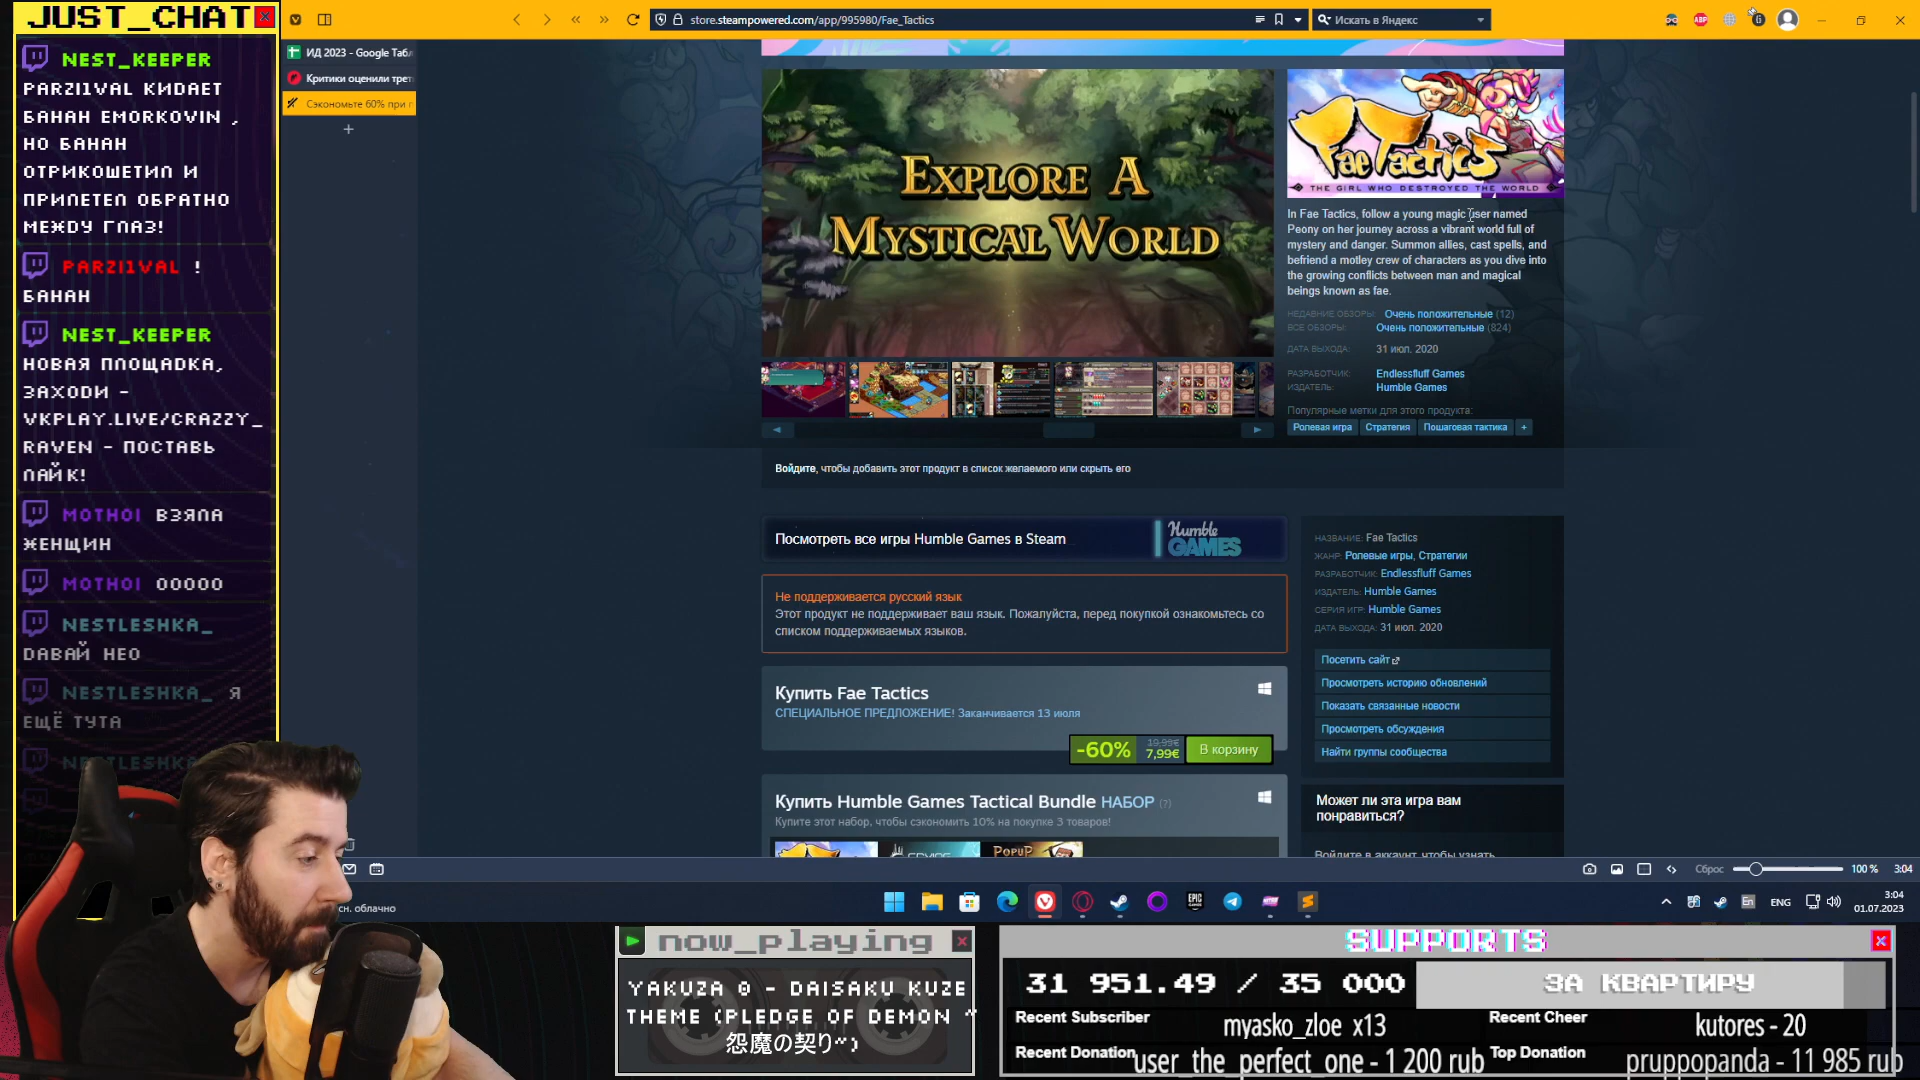 JUST_CHAT
NEST_KEEPER
PARZI1VAL КИДАЕТ
БАНАН EMORKOVIN ,
НО БАНАН
ОТРИКОШЕТИЛ И
ПРИЛЕТЕЛ ОБРАТНО
МЕЖДУ ГЛАЗ!
PARZI1VAL !
БАНАН
NEST_KEEPER
НОВАЯ ПЛОЩАДКА,
ЗАХОДИ -
VKPLAY.LIVE/CRAZZY_
RAVEN - ПОСТАВЬ
ЛАЙК!
MOTHOI ВЗЯЛА
ЖЕНЩИН
MOTHOI ООООО
NESTLESHKA_
ДАВАЙ НЕО
NESTLESHKA_ Я
ЕЩЁ ТУТА
store.steampowered.com/app/995980/Fae_Tactics
Искать в Яндекс
ИД 2023 - Google Табл
Критики оценили трет
Сэкономьте 60% при п
EXPLORE A
MYSTICAL WORLD
Fae Tactics
THE GIRL WHO DESTROYED THE WORLD
In Fae Tactics, follow a young magic user named
Peony on her journey across a vibrant world full of
mystery and danger. Summon allies, cast spells, and
befriend a motley crew of characters as you dive into
the growing conflicts between man and magical
beings known as fae.
НЕДАВНИЕ ОБЗОРЫ: Очень положительные (12)
ВСЕ ОБЗОРЫ: Очень положительные (824)
ДАТА ВЫХОДА: 31 июл. 2020
РАЗРАБОТЧИК: Endlessfluff Games
ИЗДАТЕЛЬ: Humble Games
Популярные метки для этого продукта:
Ролевая игра Стратегия Пошаговая тактика +
Войдите, чтобы добавить этот продукт в список желаемого или скрыть его
Посмотреть все игры Humble Games в Steam
Humble GAMES
Не поддерживается русский язык
Этот продукт не поддерживает ваш язык. Пожалуйста, перед покупкой ознакомьтесь со
списком поддерживаемых языков.
Купить Fae Tactics
СПЕЦИАЛЬНОЕ ПРЕДЛОЖЕНИЕ! Заканчивается 13 июля
-60% 19,99€ 7,99€ В корзину
Купить Humble Games Tactical Bundle НАБОР (?)
Купите этот набор, чтобы сэкономить 10% на покупке 3 товаров!
НАЗВАНИЕ: Fae Tactics
ЖАНР: Ролевые игры, Стратегии
РАЗРАБОТЧИК: Endlessfluff Games
ИЗДАТЕЛЬ: Humble Games
СЕРИЯ ИГР: Humble Games
ДАТА ВЫХОДА: 31 июл. 2020
Посетить сайт
Просмотреть историю обновлений
Показать связанные новости
Просмотреть обсуждения
Найти группы сообщества
Может ли эта игра вам
понравиться?
Войдите в аккаунт, чтобы узнать
Сброс 100 % 3:04
сн. облачно
ENG
3:04
01.07.2023
now_playing
YAKUZA 0 - DAISAKU KUZE
THEME (PLEDGE OF DEMON ~
怨魔の契り~)
SUPPORTS
31 951.49 / 35 000
ЗА КВАРТИРУ
Recent Subscriber myasko_zloe x13
Recent Cheer kutores - 20
Recent Donation user_the_perfect_one - 1 200 rub
Top Donation pruppopanda - 11 985 rub